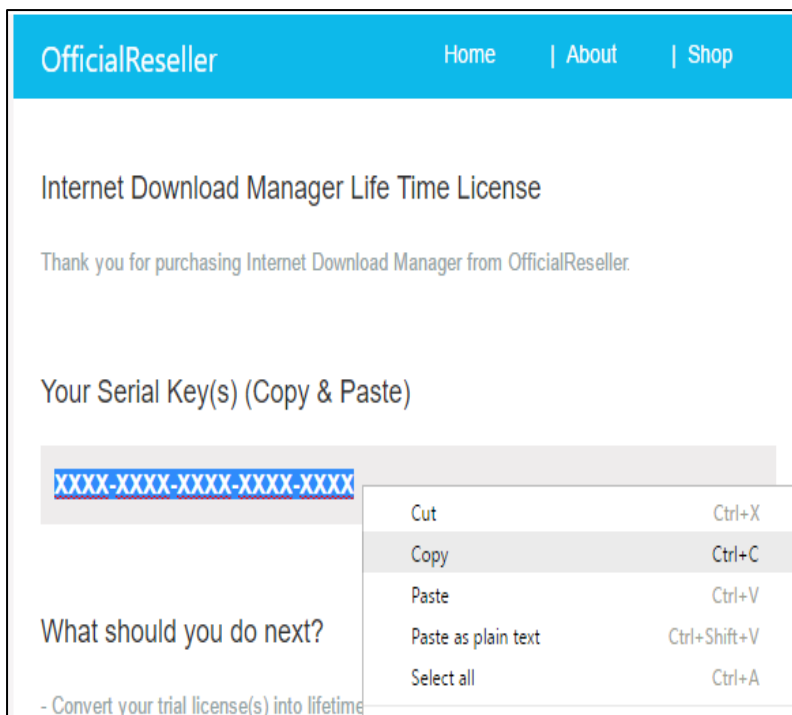 OfficialReseller
Home | About | Shop
Internet Download Manager Life Time License
Thank you for purchasing Internet Download Manager from OfficialReseller.
Your Serial Key(s) (Copy & Paste)
XXXX-XXXX-XXXX-XXXX-XXXX
Cut Ctrl+X
Copy Ctrl+C
Paste Ctrl+V
Paste as plain text Ctrl+Shift+V
Select all Ctrl+A
What should you do next?
- Convert your trial license(s) into lifetime